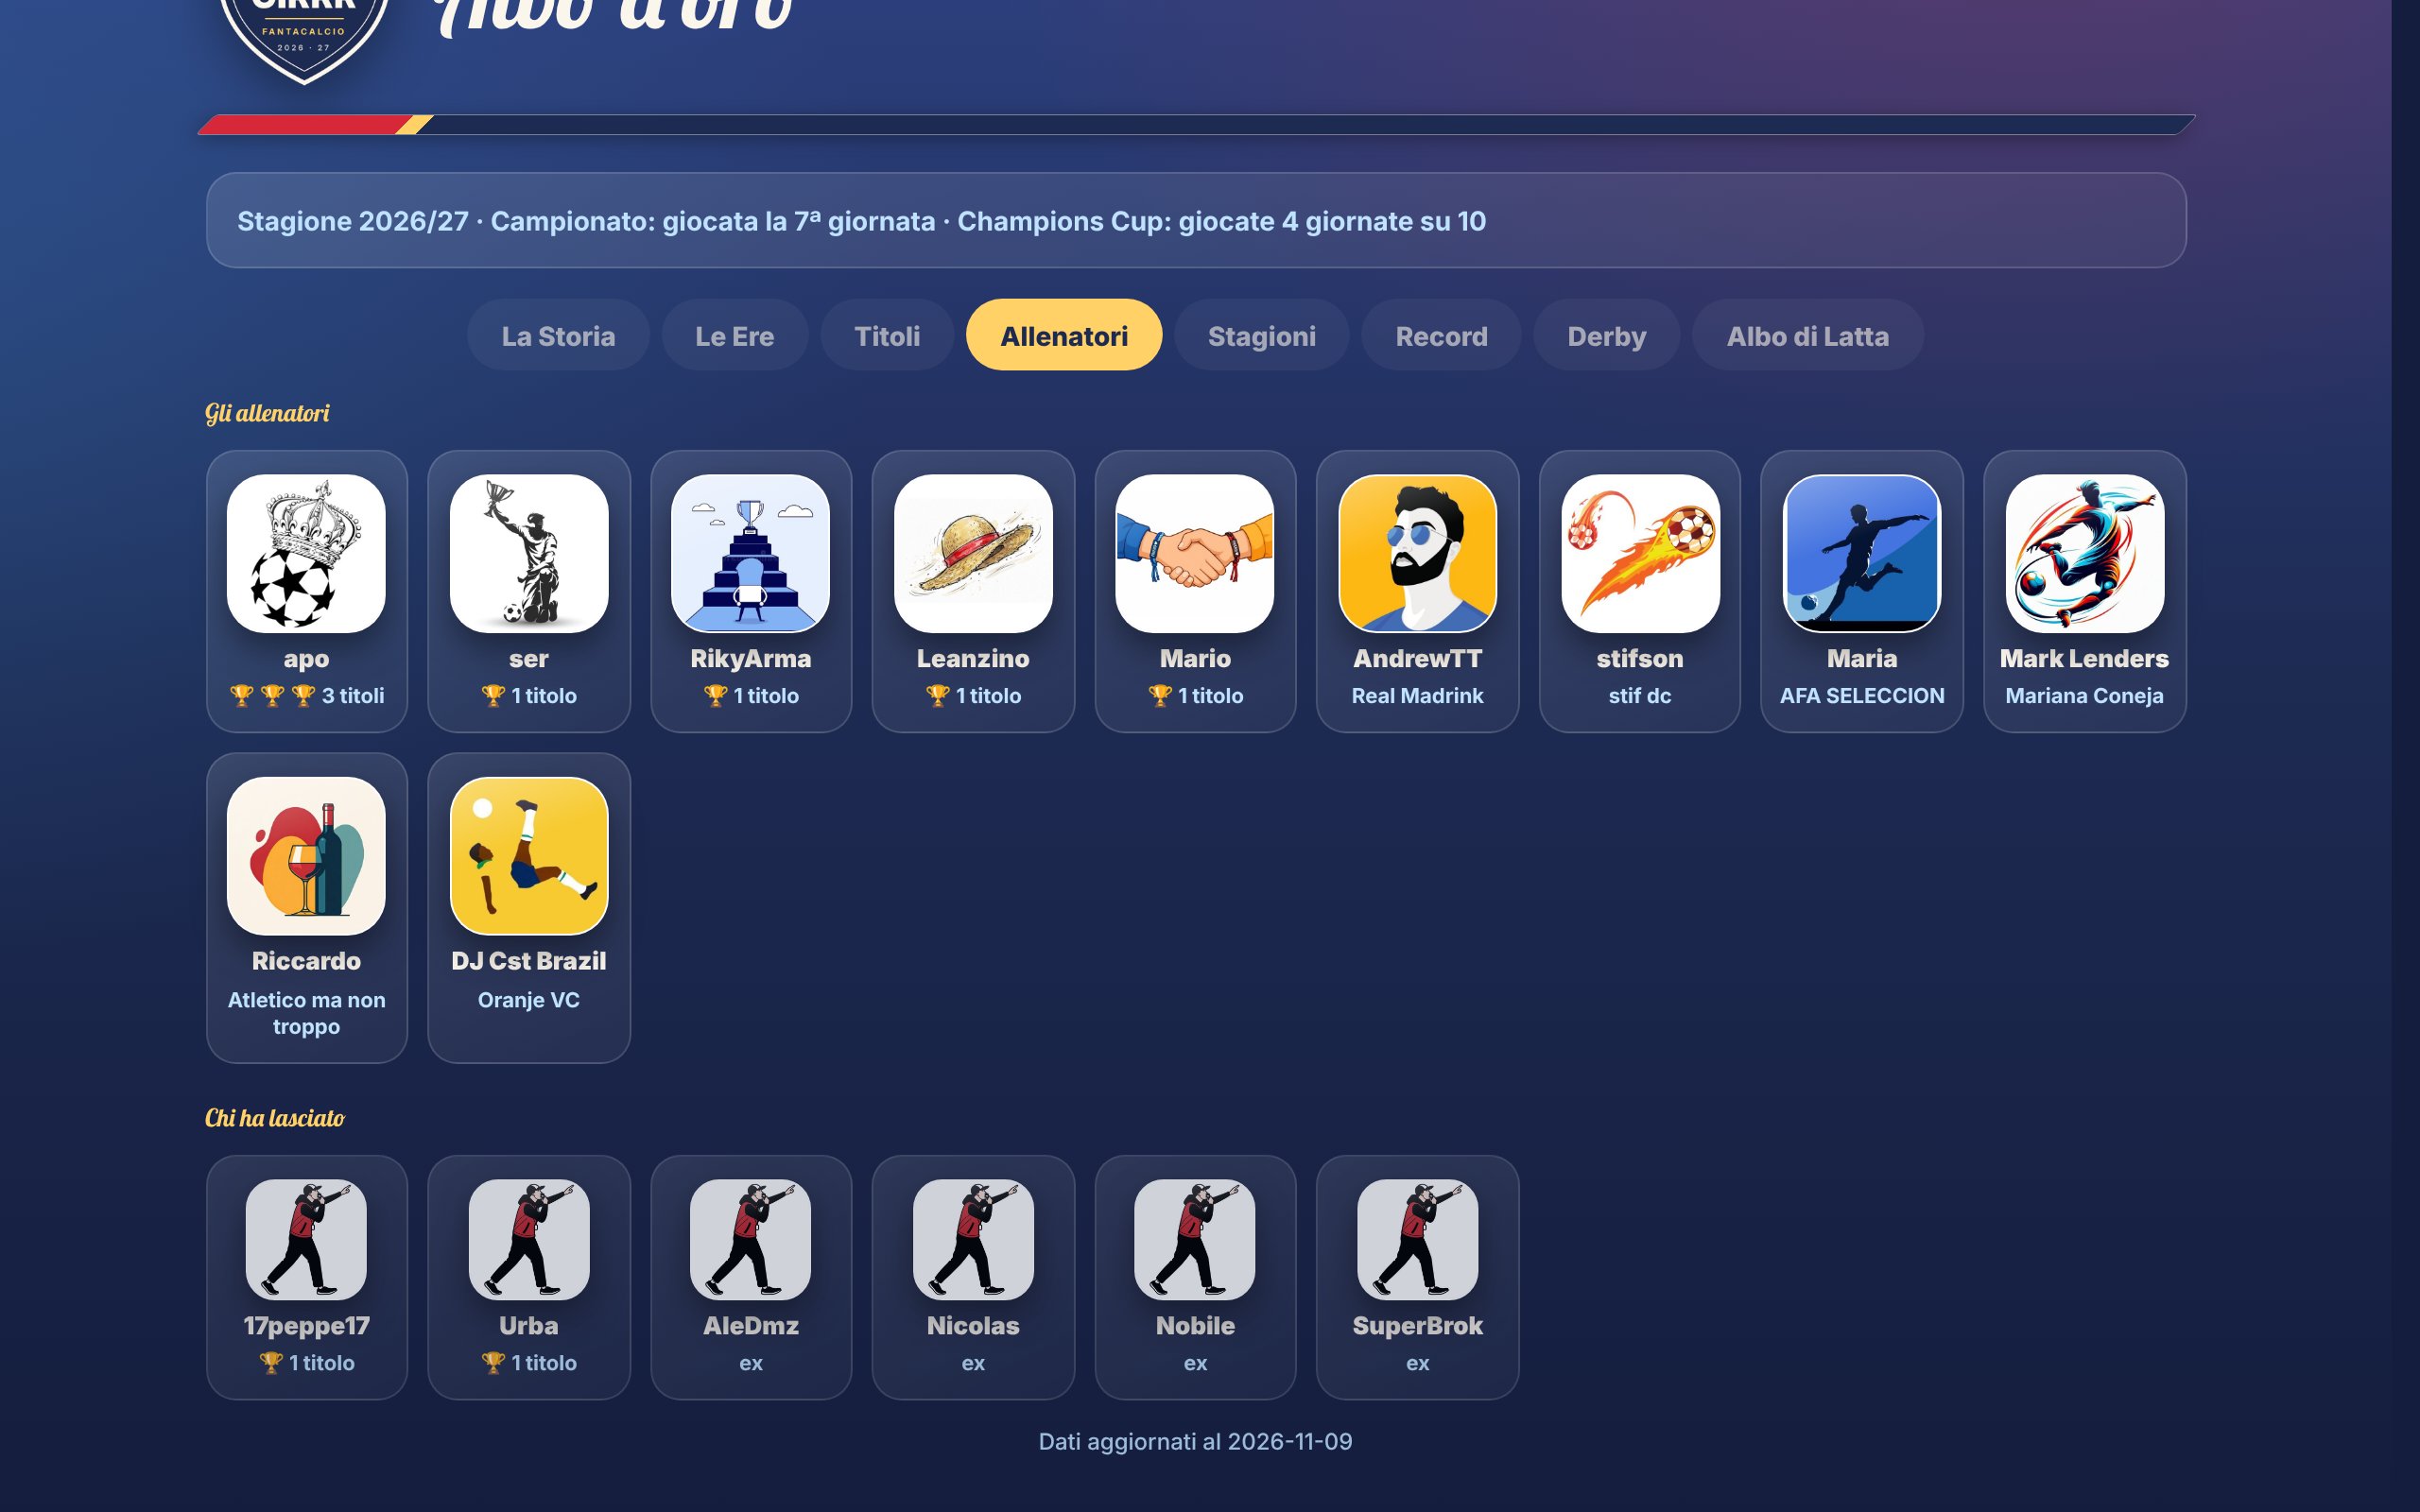 FANTACALCIO
2026 · 27
Albo d'oro
Stagione 2026/27 · Campionato: giocata la 7ª giornata · Champions Cup: giocate 4 giornate su 10
La Storia
Le Ere
Titoli
Allenatori
Stagioni
Record
Derby
Albo di Latta
Gli allenatori
apo
🏆🏆🏆 3 titoli
ser
🏆 1 titolo
RikyArma
🏆 1 titolo
Leanzino
🏆 1 titolo
Mario
🏆 1 titolo
AndrewTT
Real Madrink
stifson
stif dc
Maria
AFA SELECCION
Mark Lenders
Mariana Coneja
Riccardo
Atletico ma non
troppo
DJ Cst Brazil
Oranje VC
Chi ha lasciato
17peppe17
🏆 1 titolo
Urba
🏆 1 titolo
AleDmz
ex
Nicolas
ex
Nobile
ex
SuperBrok
ex
Dati aggiornati al 2026-11-09